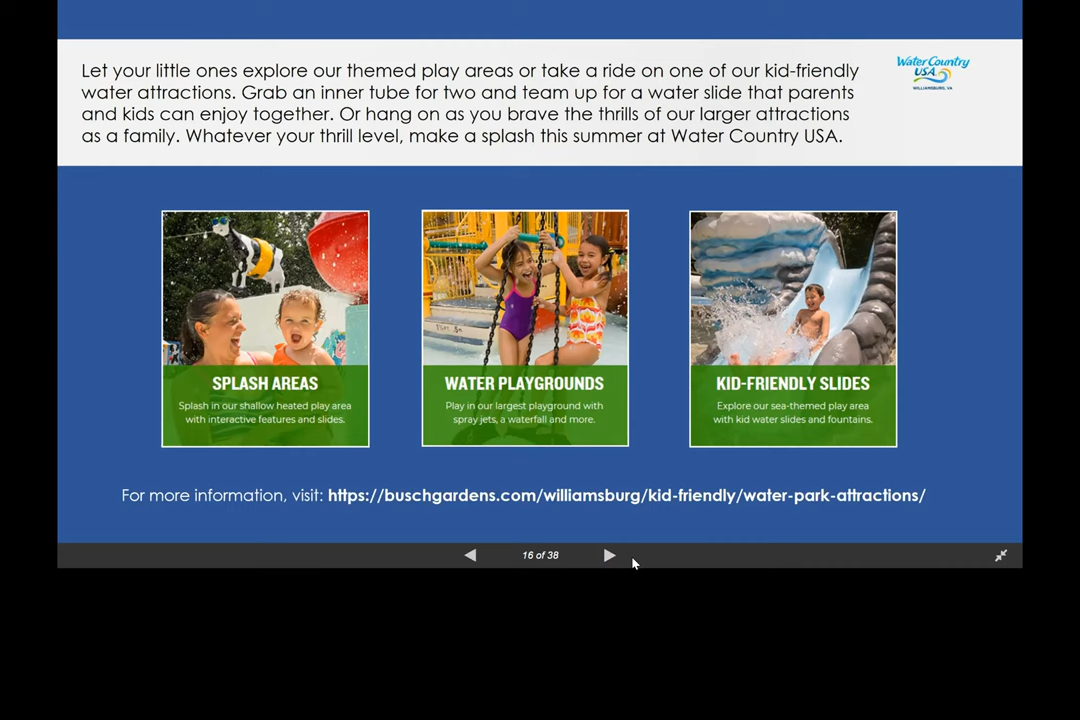 Let your little ones explore our themed play areas or take a ride on one of our kid-friendly
water attractions. Grab an inner tube for two and team up for a water slide that parents
and kids can enjoy together. Or hang on as you brave the thrills of our larger attractions
as a family. Whatever your thrill level, make a splash this summer at Water Country USA.
Water Country
USA
WILLIAMSBURG, VA
SPLASH AREAS
Splash in our shallow heated play area
with interactive features and slides.
WATER PLAYGROUNDS
Play in our largest playground with
spray jets, a waterfall and more.
KID-FRIENDLY SLIDES
Explore our sea-themed play area
with kid water slides and fountains.
For more information, visit: https://buschgardens.com/williamsburg/kid-friendly/water-park-attractions/
16 of 38